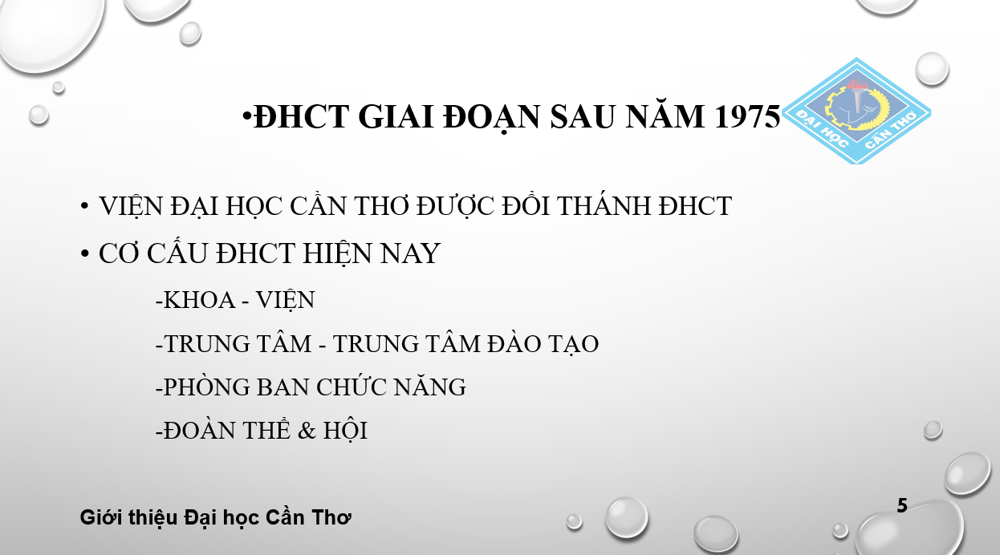 •ĐHCT GIAI ĐOẠN SAU NĂM 1975
ĐẠI HỌC CẦN THƠ
• VIỆN ĐẠI HỌC CẦN THƠ ĐƯỢC ĐỔI THÁNH ĐHCT
• CƠ CẤU ĐHCT HIỆN NAY
-KHOA - VIỆN
-TRUNG TÂM - TRUNG TÂM ĐÀO TẠO
-PHÒNG BAN CHỨC NĂNG
-ĐOÀN THỂ & HỘI
Giới thiệu Đại học Cần Thơ
5